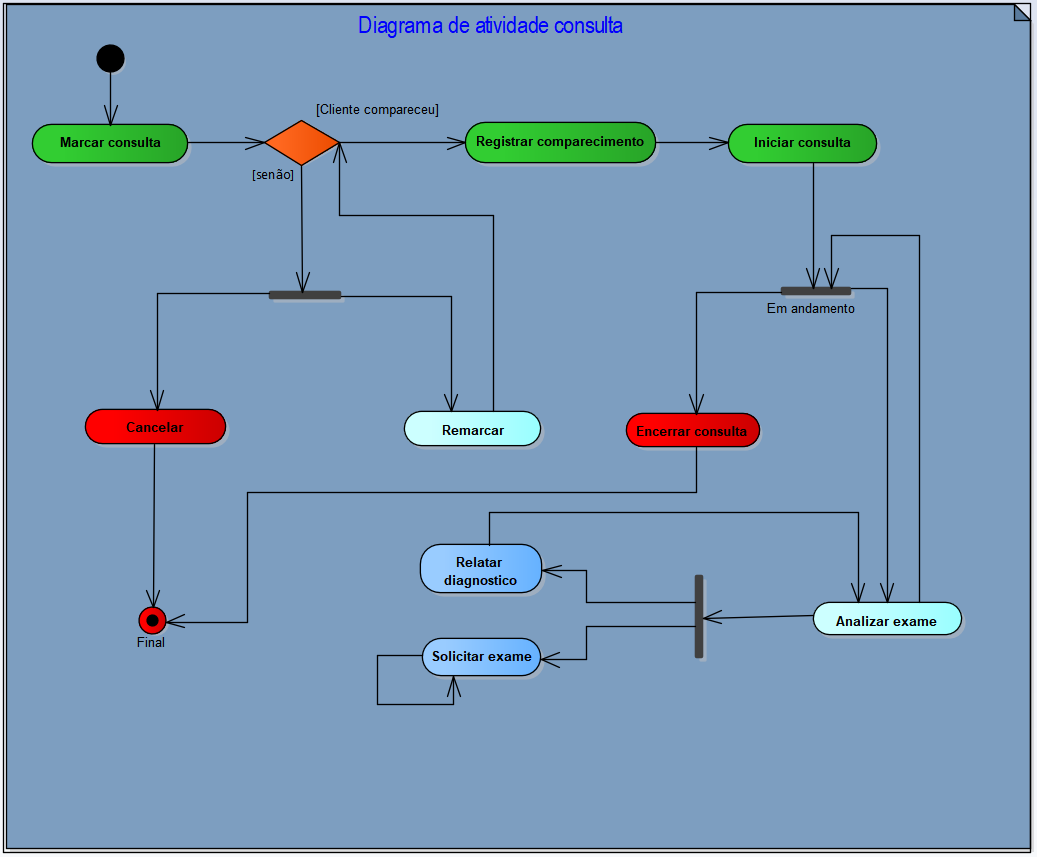 Diagrama de atividade consulta
[Cliente compareceu]
Marcar consulta
Registrar comparecimento
Iniciar consulta
[senão]
Em andamento
Cancelar
Remarcar
Encerrar consulta
Relatar
diagnostico
Analizar exame
Final
Solicitar exame